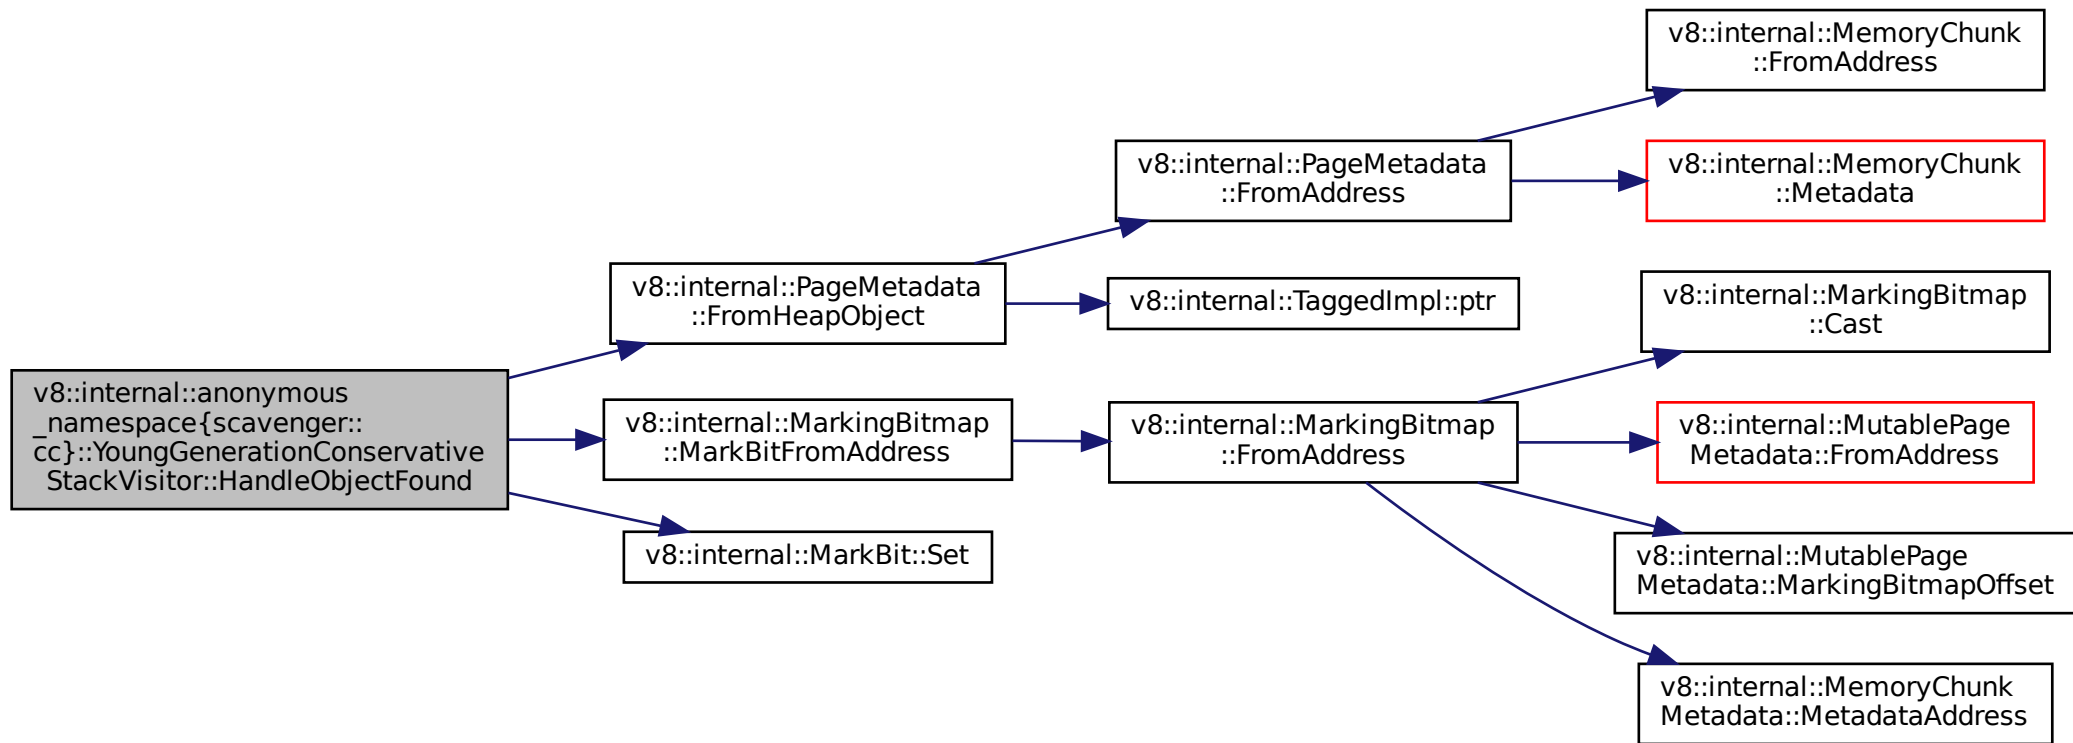 v8::internal::MemoryChunk
::FromAddress
v8::internal::PageMetadata
::FromAddress
v8::internal::MemoryChunk
::Metadata
v8::internal::PageMetadata
::FromHeapObject
v8::internal::TaggedImpl::ptr
v8::internal::MarkingBitmap
::Cast
v8::internal::anonymous
_namespace{scavenger::
cc}::YoungGenerationConservative
StackVisitor::HandleObjectFound
v8::internal::MarkingBitmap
::MarkBitFromAddress
v8::internal::MarkingBitmap
::FromAddress
v8::internal::MutablePage
Metadata::FromAddress
v8::internal::MarkBit::Set
v8::internal::MutablePage
Metadata::MarkingBitmapOffset
v8::internal::MemoryChunk
Metadata::MetadataAddress